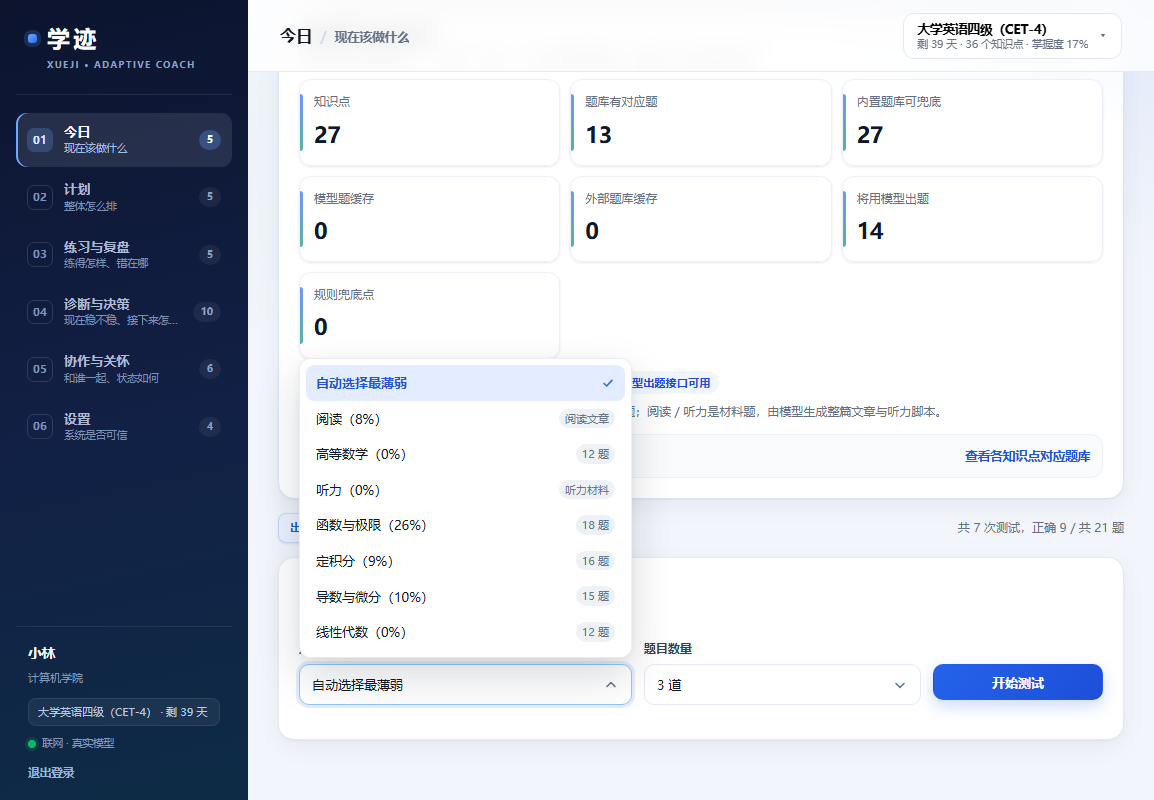 学迹
XUEJI • ADAPTIVE COACH
01
今日
现在该做什么
5
02
计划
整体怎么排
5
03
练习与复盘
练得怎样、错在哪
5
04
诊断与决策
现在稳不稳、接下来怎...
10
05
协作与关怀
和谁一起、状态如何
6
06
设置
系统是否可信
4
小林
计算机学院
大学英语四级（CET-4） · 剩 39 天
联网 · 真实模型
退出登录
今日 / 现在该做什么
大学英语四级（CET-4）
剩 39 天 · 36 个知识点 · 掌握度 17%
知识点
27
题库有对应题
13
内置题库可兜底
27
模型题缓存
0
外部题库缓存
0
将用模型出题
14
规则兜底点
0
型出题接口可用
；阅读 / 听力是材料题，由模型生成整篇文章与听力脚本。
查看各知识点对应题库
出
共 7 次测试，正确 9 / 共 21 题
自动选择最薄弱
阅读（8%） 阅读文章
高等数学（0%） 12 题
听力（0%） 听力材料
函数与极限（26%） 18 题
定积分（9%） 16 题
导数与微分（10%） 15 题
线性代数（0%） 12 题
自动选择最薄弱
题目数量
3 道
开始测试